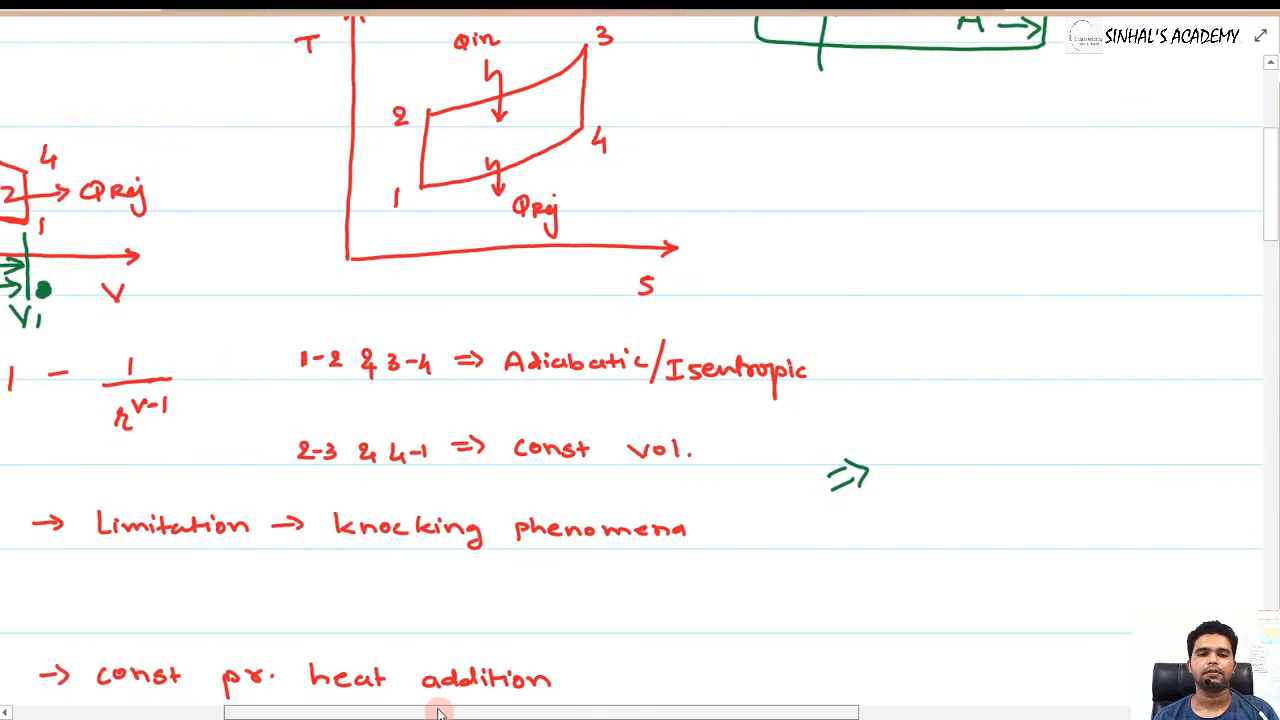 A →
SINHAL'S ACADEMY
T
Qin
3
2
4
1
QRej
S
4
2 → QRej
1
V
V1
1 - 1/r^γ-1
1-2 & 3-4 ⇒ Adiabatic/Isentropic
2-3 & 4-1 ⇒ const vol.
⇒
→ Limitation → knocking phenomena
→ const pr. heat addition